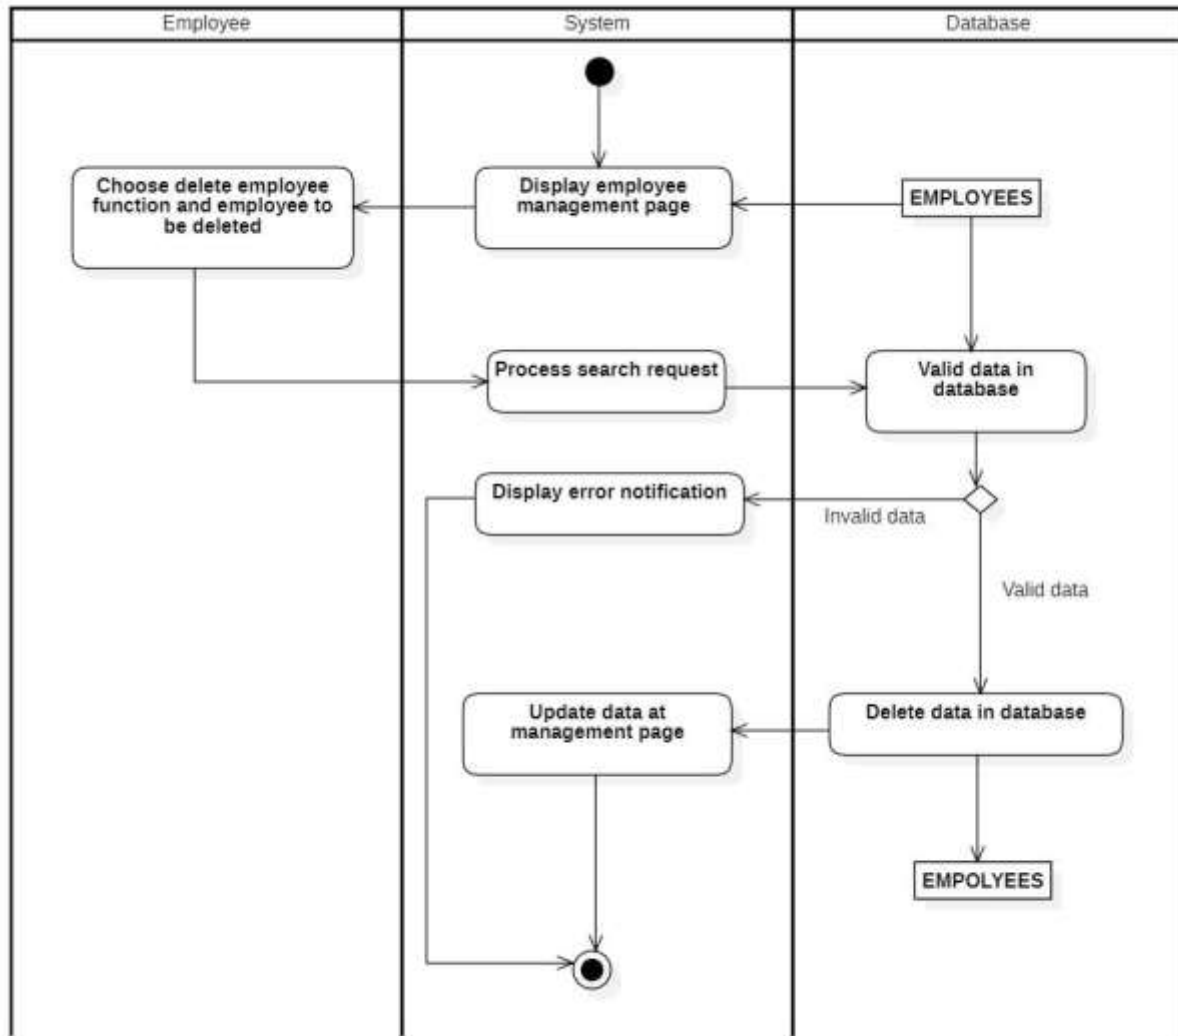 Employee
System
Database
Choose delete employee
function and employee to
be deleted
Display employee
management page
EMPLOYEES
Process search request
Valid data in
database
Display error notification
Invalid data
Valid data
Update data at
management page
Delete data in database
EMPOLYEES